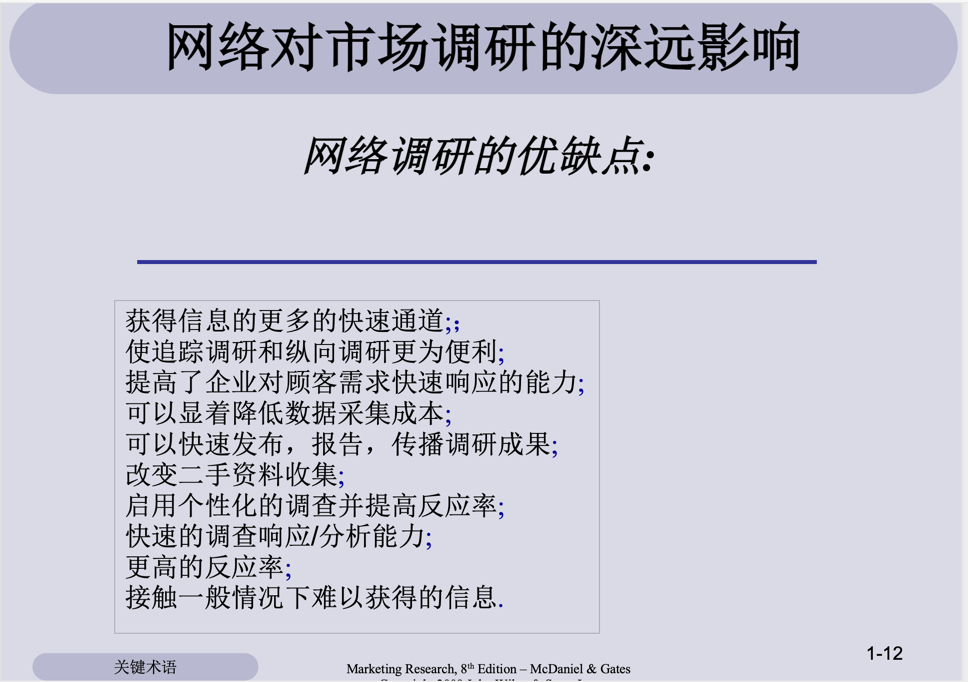 网络对市场调研的深远影响
网络调研的优缺点:
获得信息的更多的快速通道;;
使追踪调研和纵向调研更为便利;
提高了企业对顾客需求快速响应的能力;
可以显着降低数据采集成本;
可以快速发布，报告，传播调研成果;
改变二手资料收集;
启用个性化的调查并提高反应率;
快速的调查响应/分析能力;
更高的反应率;
接触一般情况下难以获得的信息.
1-12
关键术语
Marketing Research, 8th Edition – McDaniel & Gates